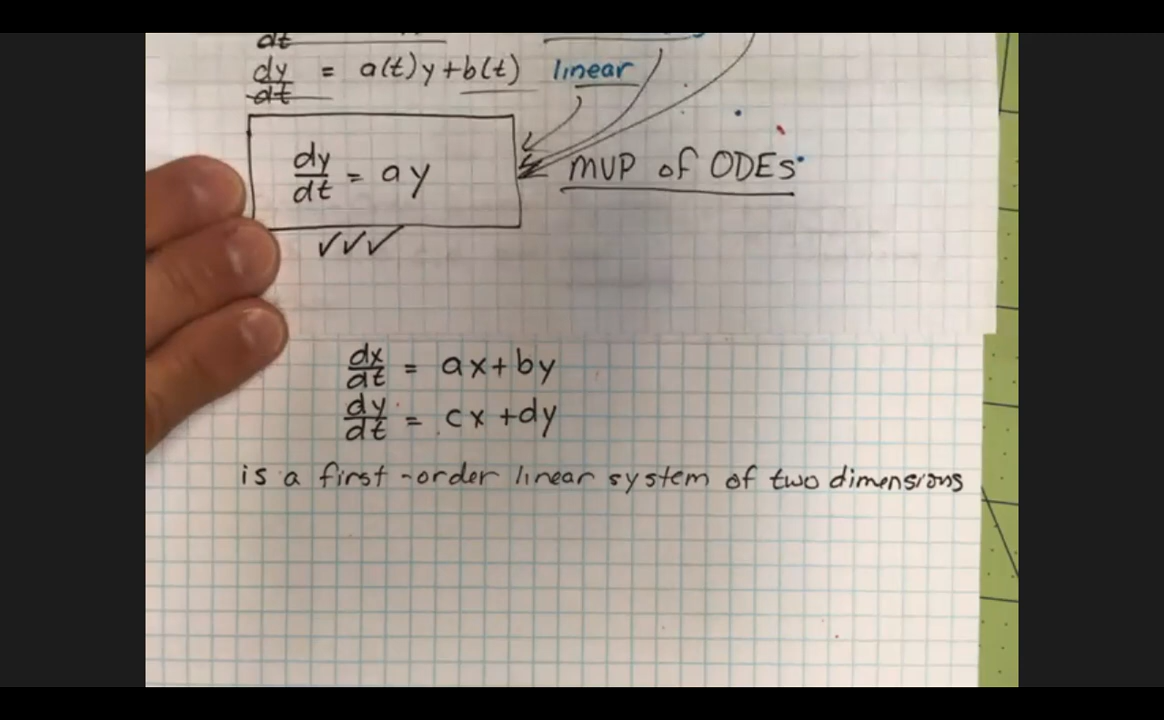 dt
dy/dt = a(t)y+b(t) linear
dy/dt = ay MVP of ODEs
✓✓✓
dx/dt = ax+by
dy/dt = cx+dy
is a first-order linear system of two dimensions